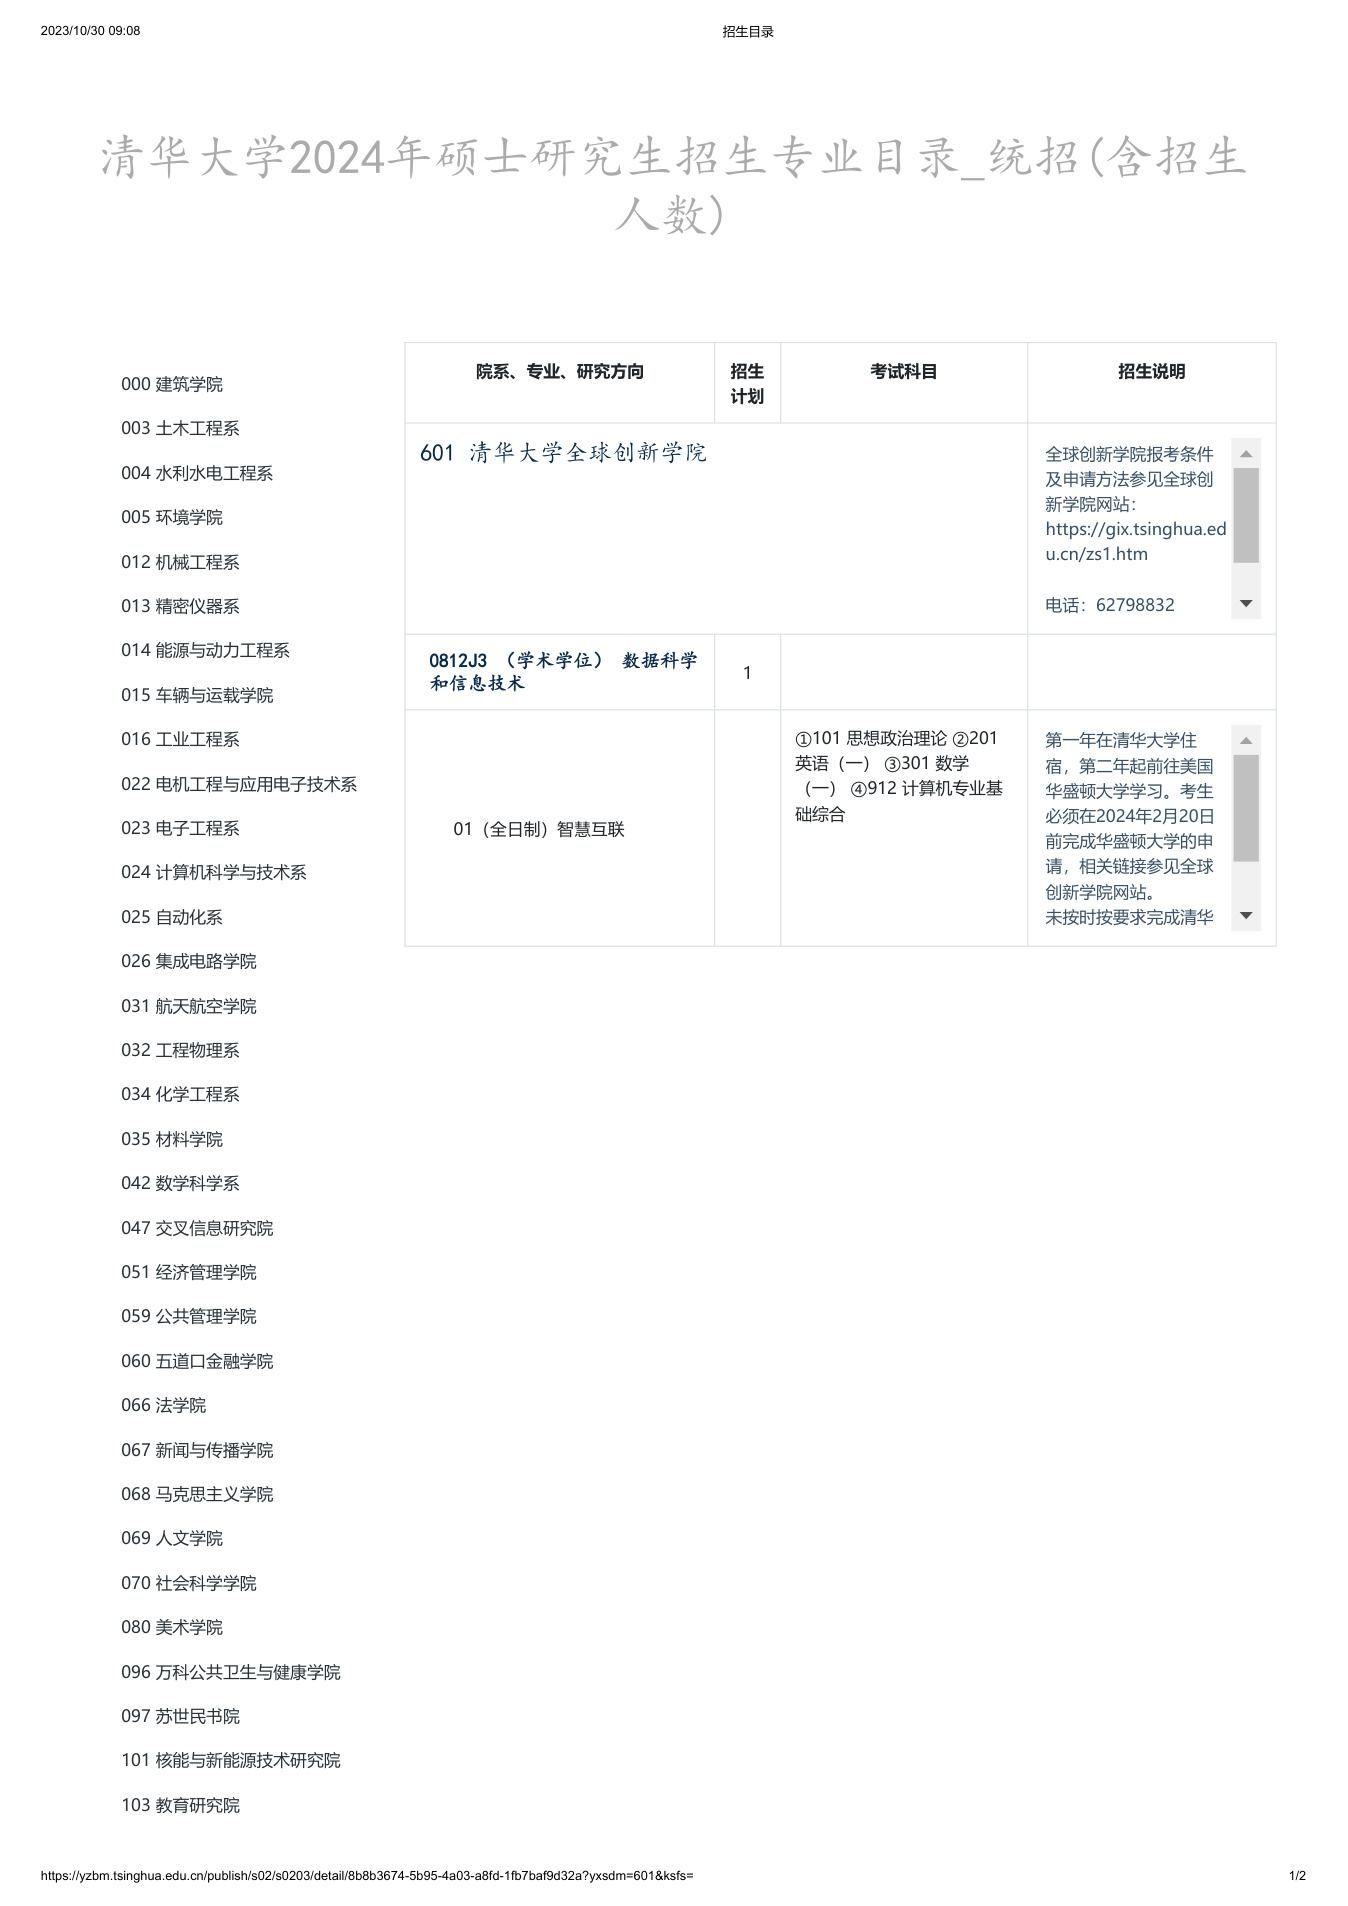 2023/10/30 09:08
招生目录
清华大学2024年硕士研究生招生专业目录_统招(含招生
人数)
000 建筑学院
003 土木工程系
004 水利水电工程系
005 环境学院
012 机械工程系
013 精密仪器系
014 能源与动力工程系
015 车辆与运载学院
016 工业工程系
022 电机工程与应用电子技术系
023 电子工程系
024 计算机科学与技术系
025 自动化系
026 集成电路学院
031 航天航空学院
032 工程物理系
034 化学工程系
035 材料学院
042 数学科学系
047 交叉信息研究院
051 经济管理学院
059 公共管理学院
060 五道口金融学院
066 法学院
067 新闻与传播学院
068 马克思主义学院
069 人文学院
070 社会科学学院
080 美术学院
096 万科公共卫生与健康学院
097 苏世民书院
101 核能与新能源技术研究院
103 教育研究院
院系、专业、研究方向
招生
计划
考试科目
招生说明
601 清华大学全球创新学院
全球创新学院报考条件
及申请方法参见全球创
新学院网站：
https://gix.tsinghua.ed
u.cn/zs1.htm
电话：62798832
0812J3 （学术学位） 数据科学
和信息技术
1
01（全日制）智慧互联
①101 思想政治理论 ②201
英语（一） ③301 数学
（一） ④912 计算机专业基
础综合
第一年在清华大学住
宿，第二年起前往美国
华盛顿大学学习。考生
必须在2024年2月20日
前完成华盛顿大学的申
请，相关链接参见全球
创新学院网站。
未按时按要求完成清华
https://yzbm.tsinghua.edu.cn/publish/s02/s0203/detail/8b8b3674-5b95-4a03-a8fd-1fb7baf9d32a?yxsdm=601&ksfs=
1/2